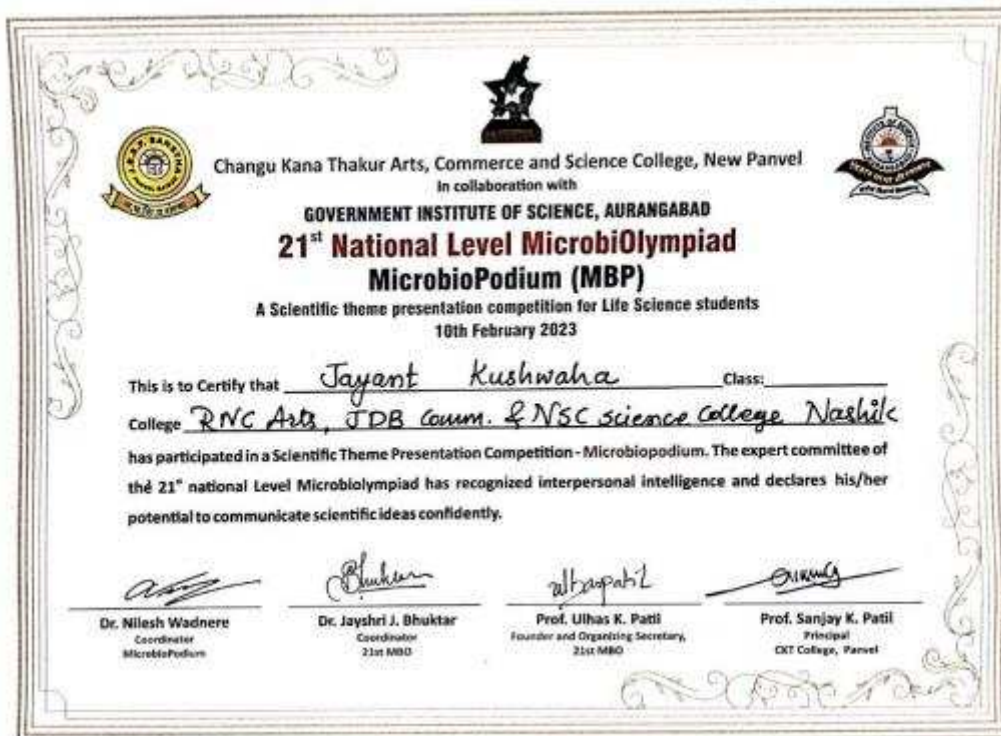 Changu Kana Thakur Arts, Commerce and Science College, New Panvel
In collaboration with
GOVERNMENT INSTITUTE OF SCIENCE, AURANGABAD
21st National Level MicrobiOlympiad
MicrobioPodium (MBP)
A Scientific theme presentation competition for Life Science students
10th February 2023
This is to Certify that Jayant Kushwaha Class:
College RNC Arts, JDB Comm. & NSC Science College Nashik
has participated in a Scientific Theme Presentation Competition - Microbiopodium. The expert committee of
the 21st national Level Microbiolympiad has recognized interpersonal intelligence and declares his/her
potential to communicate scientific ideas confidently.
Dr. Nilesh Wadnere
Coordinator
MicrobioPodium
Dr. Jayshri J. Bhuktar
Coordinator
21st MBO
Prof. Ulhas K. Patil
Founder and Organizing Secretary,
21st MBO
Prof. Sanjay K. Patil
Principal
CKT College, Panvel